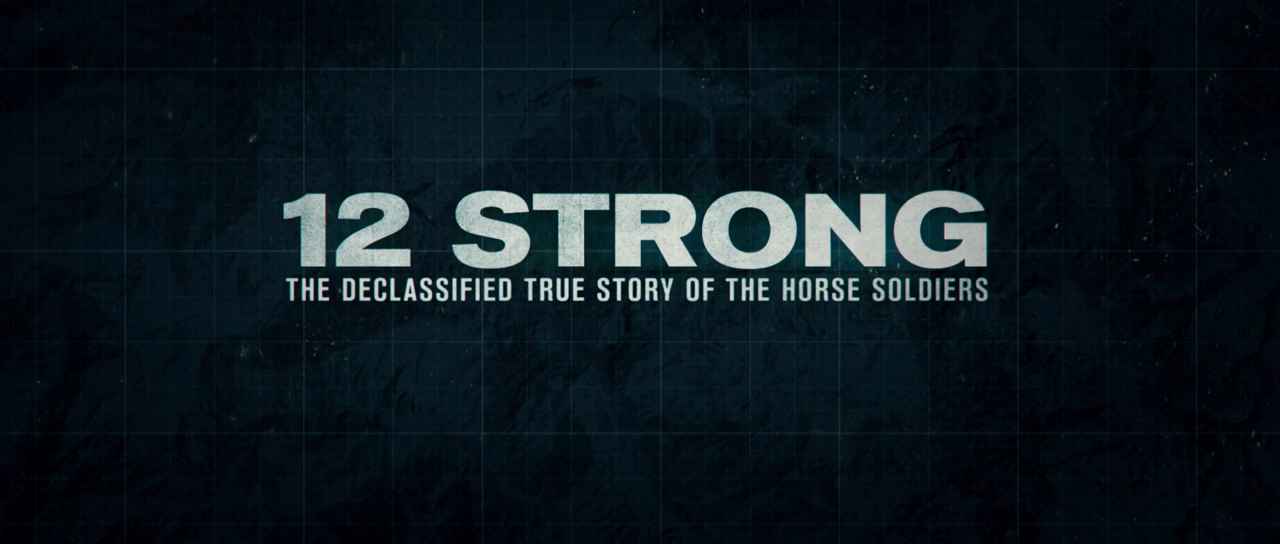 12 STRONG
THE DECLASSIFIED TRUE STORY OF THE HORSE SOLDIERS